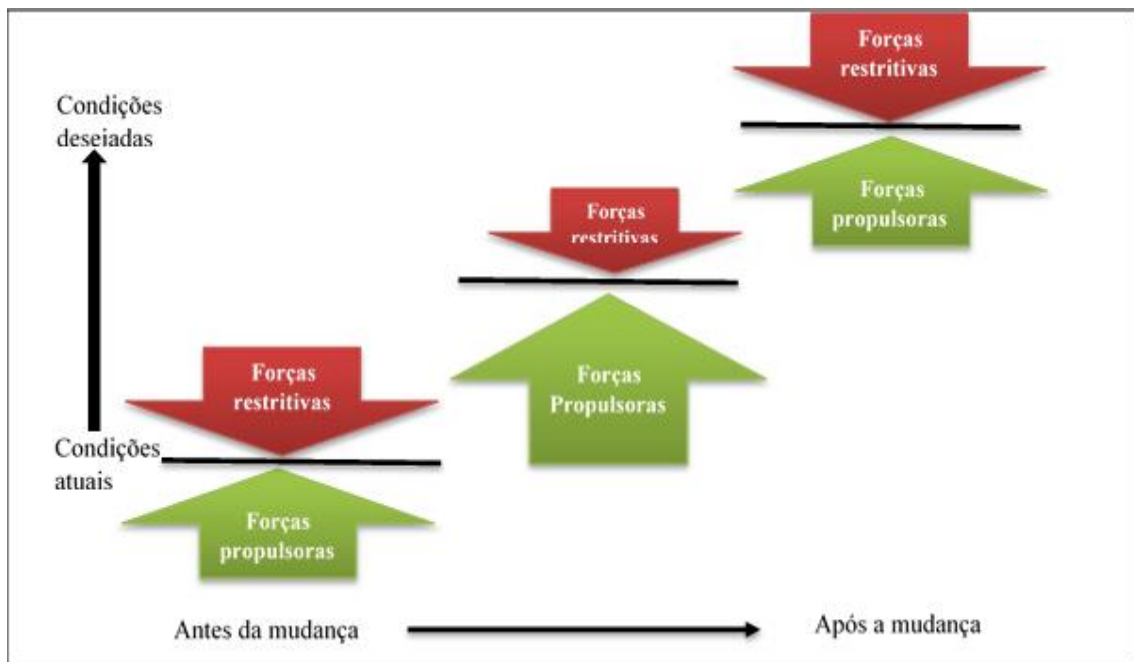 Forças
restritivas
Condições
desejadas
Forças
propulsoras
Forças
restritivas
Forças
Propulsoras
Forças
restritivas
Condições
atuais
Forças
propulsoras
Antes da mudança
Após a mudança